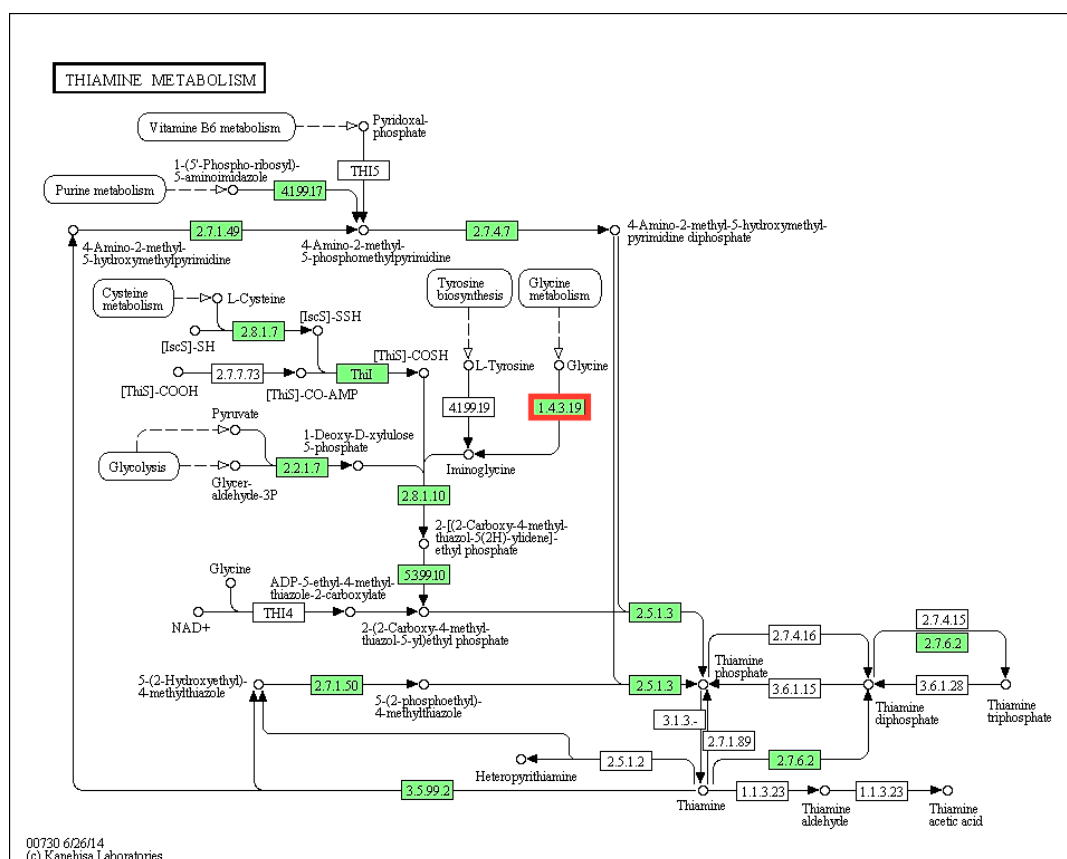 THIAMINE METABOLISM
Vitamine B6 metabolism
Pyridoxal-
phosphate
THI5
1-(5'-Phospho-ribosyl)-
5-aminoimidazole
Purine metabolism
4.1.99.17
2.7.1.49
2.7.4.7
4-Amino-2-methyl-
5-hydroxymethylpyrimidine
4-Amino-2-methyl-
5-phosphomethylpyrimidine
4-Amino-2-methyl-5-hydroxymethyl-
pyrimidine diphosphate
Cysteine
metabolism
L-Cysteine
Tyrosine
biosynthesis
Glycine
metabolism
[IscS]-SSH
2.8.1.7
[IscS]-SH
[ThiS]-COSH
L-Tyrosine
Glycine
2.7.7.73
ThiI
[ThiS]-COOH
[ThiS]-CO-AMP
4.1.99.19
1.4.3.19
Pyruvate
1-Deoxy-D-xylulose
5-phosphate
Glycolysis
2.2.1.7
Iminoglycine
Glycer-
aldehyde-3P
2.8.1.10
2-[(2-Carboxy-4-methyl-
thiazol-5(2H)-ylidene]-
ethyl phosphate
Glycine
ADP-5-ethyl-4-methyl-
thiazole-2-carboxylate
5.3.99.10
THI4
NAD+
2-(2-Carboxy-4-methyl-
thiazol-5-yl)ethyl phosphate
2.5.1.3
2.7.4.15
2.7.4.16
2.7.6.2
Thiamine
phosphate
5-(2-Hydroxyethyl)-
4-methylthiazole
2.7.1.50
5-(2-phosphoethyl)-
4-methylthiazole
2.5.1.3
3.6.1.15
3.6.1.28
Thiamine
diphosphate
Thiamine
triphosphate
3.1.3.-
2.7.1.89
2.5.1.2
2.7.6.2
Heteropyrithiamine
3.5.99.2
Thiamine
1.1.3.23
Thiamine
aldehyde
1.1.3.23
Thiamine
acetic acid
00730 6/26/14
(c) Kanehisa Laboratories